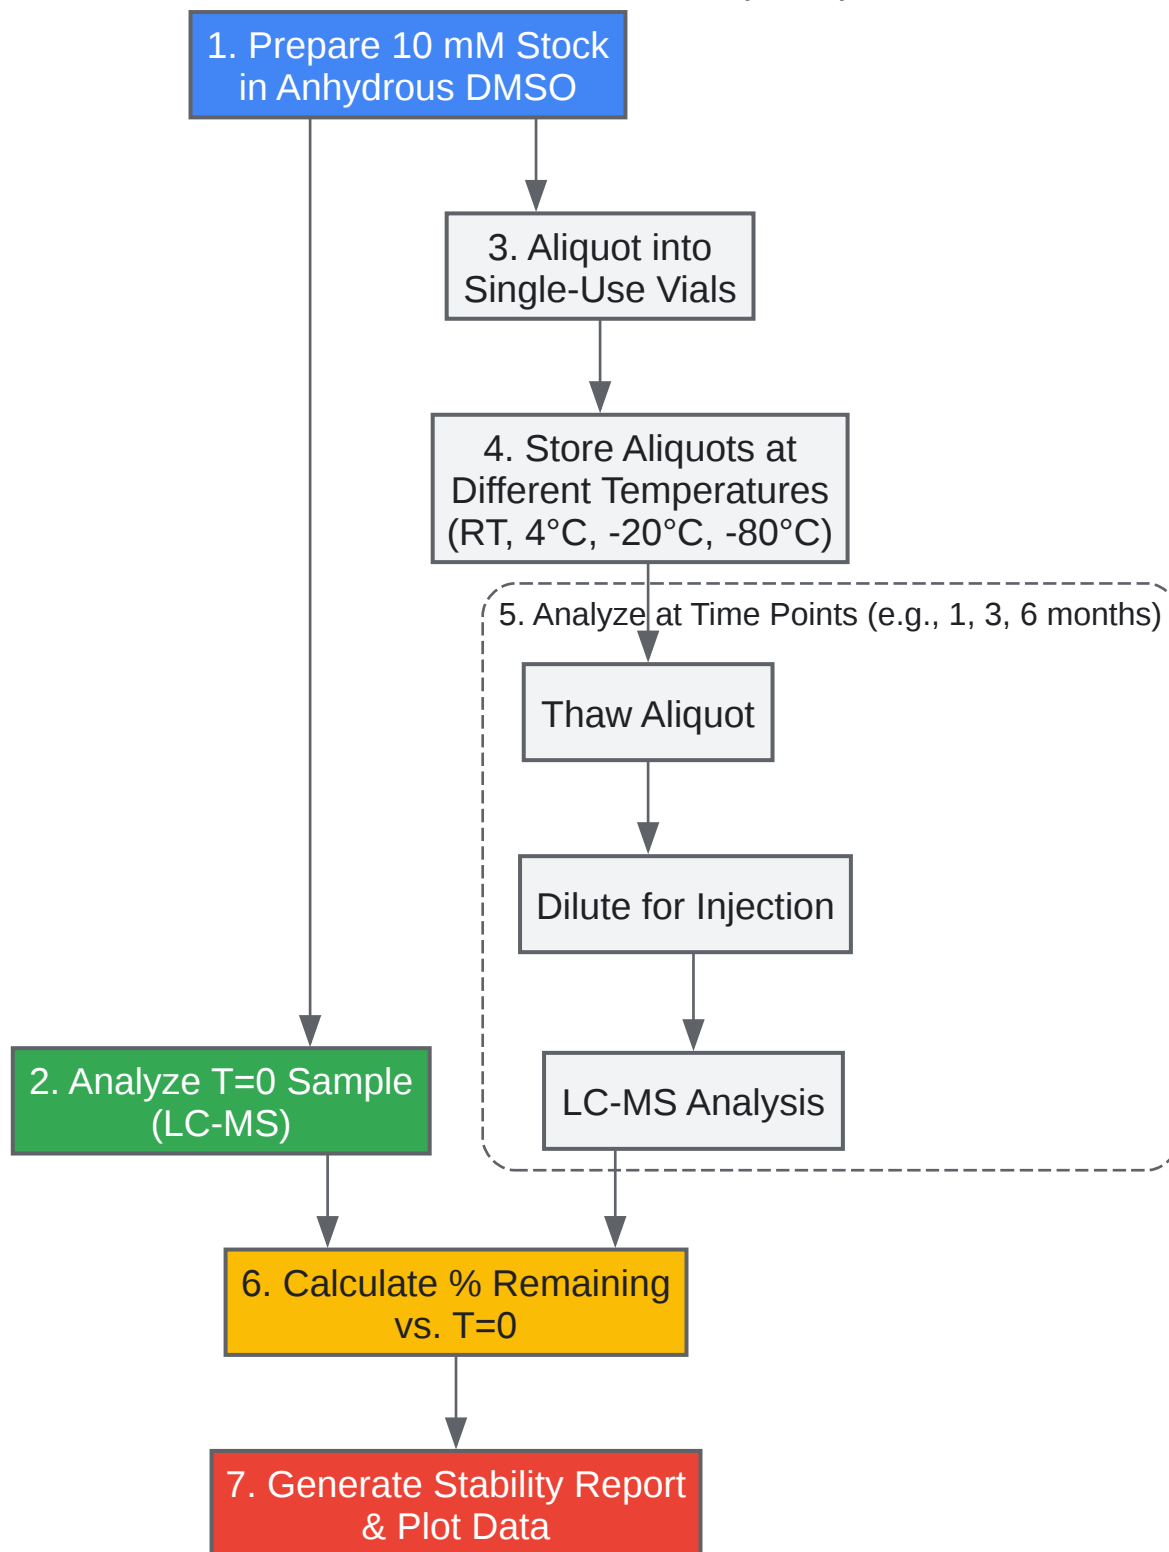 1. Prepare 10 mM Stock
in Anhydrous DMSO
3. Aliquot into
Single-Use Vials
4. Store Aliquots at
Different Temperatures
(RT, 4°C, -20°C, -80°C)
5. Analyze at Time Points (e.g., 1, 3, 6 months)
Thaw Aliquot
Dilute for Injection
LC-MS Analysis
2. Analyze T=0 Sample
(LC-MS)
6. Calculate % Remaining
vs. T=0
7. Generate Stability Report
& Plot Data